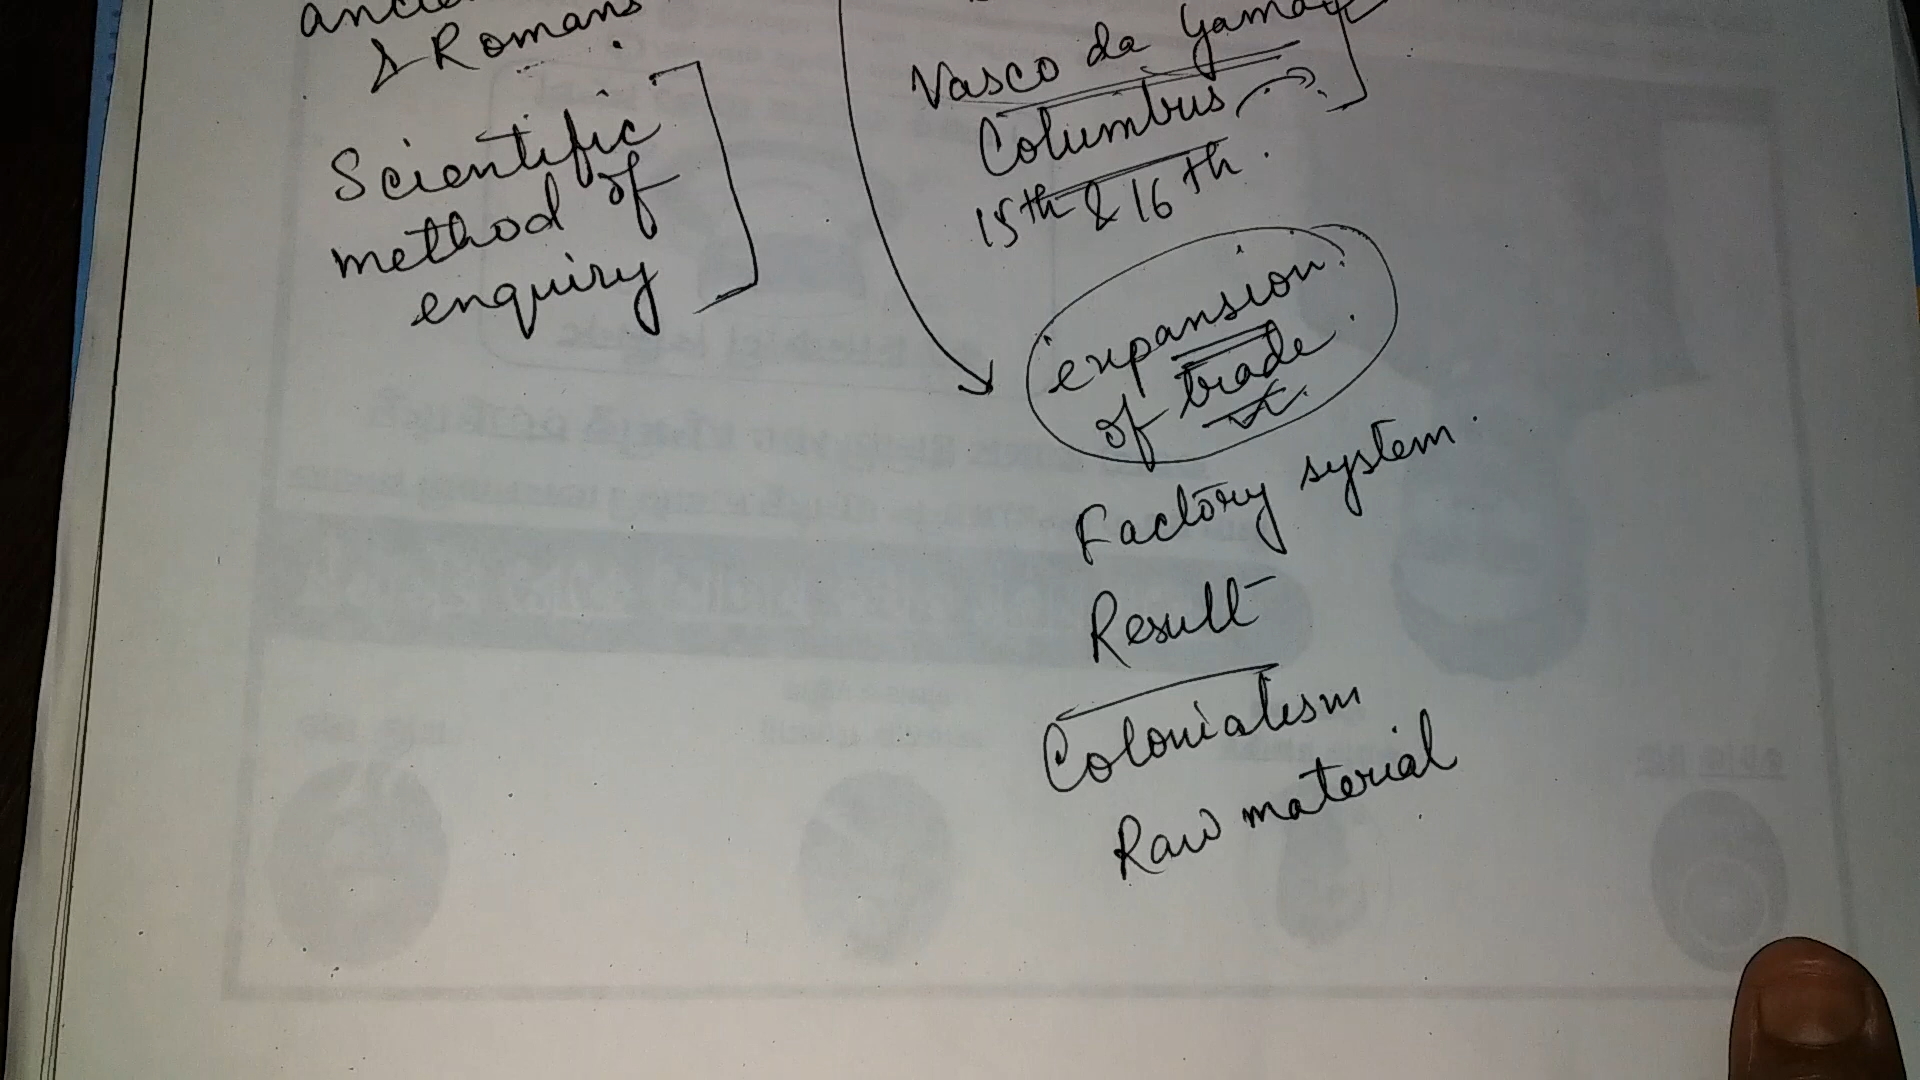 & Romans
Scientific
method of
enquiry
Vasco da Gama
Columbus
15th & 16th.
expansion
of trade.
Factory system.
Result
Colonialism
Raw material